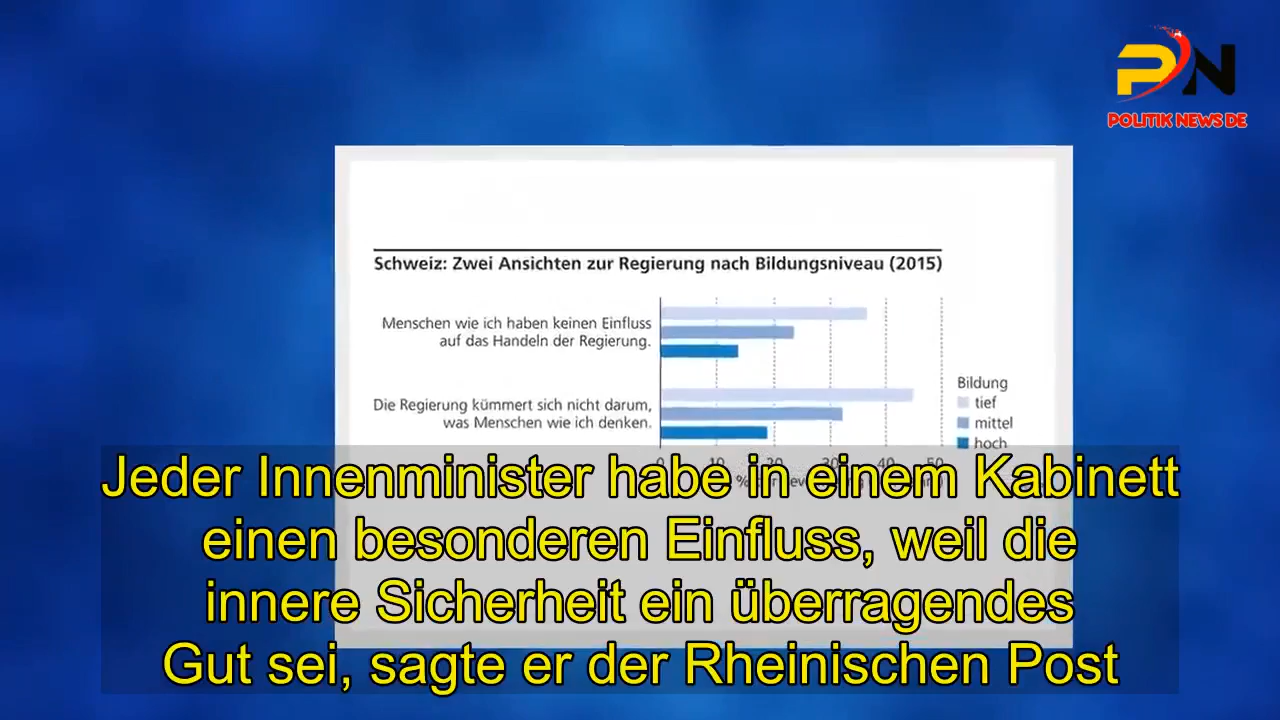 PN
POLITIK NEWS DE
Schweiz: Zwei Ansichten zur Regierung nach Bildungsniveau (2015)
Menschen wie ich haben keinen Einfluss
auf das Handeln der Regierung.
Die Regierung kümmert sich nicht darum,
was Menschen wie ich denken.
Bildung
tief
mittel
hoch
0 10 20 30 40 50
%
Jeder Innenminister habe in einem Kabinett
einen besonderen Einfluss, weil die
innere Sicherheit ein überragendes
Gut sei, sagte er der Rheinischen Post